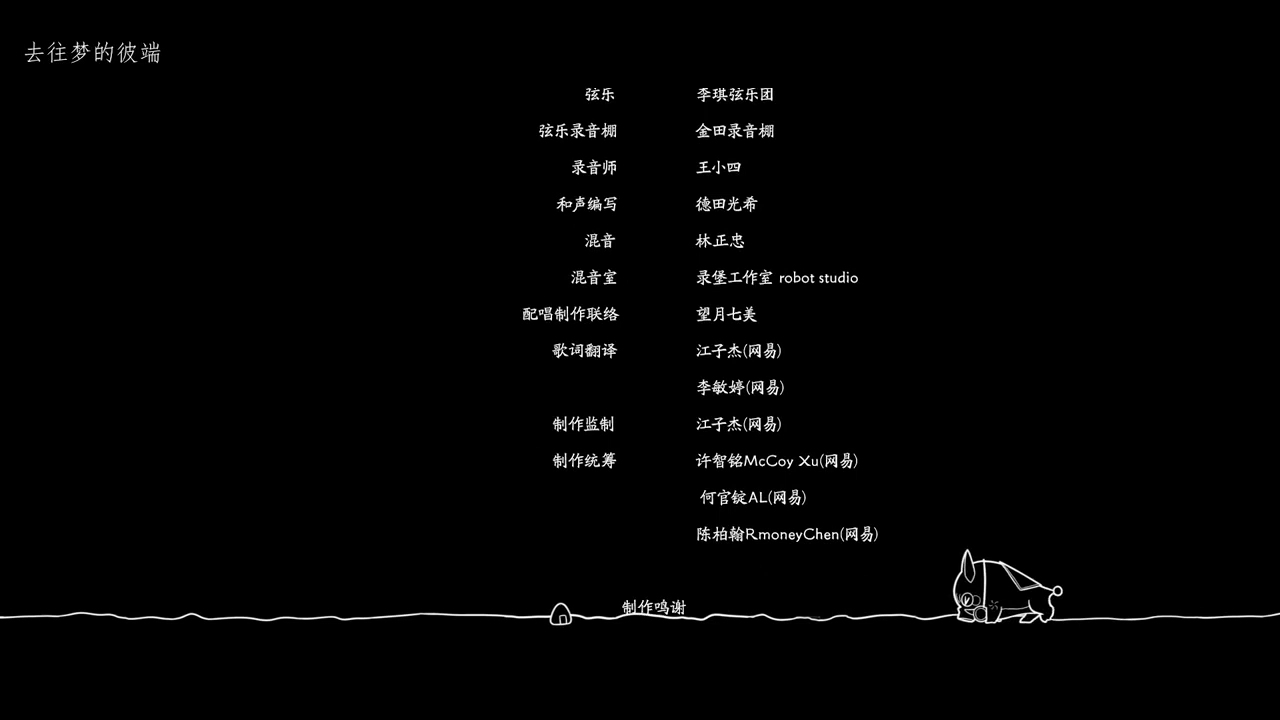 去往梦的彼端
弦乐 李琪弦乐团
弦乐录音棚 金田录音棚
录音师 王小四
和声编写 德田光希
混音 林正忠
混音室 录堡工作室 robot studio
配唱制作联络 望月七美
歌词翻译 江子杰(网易)
李敏婷(网易)
制作监制 江子杰(网易)
制作统筹 许智铭McCoy Xu(网易)
何官锭AL(网易)
陈柏翰RmoneyChen(网易)
制作鸣谢